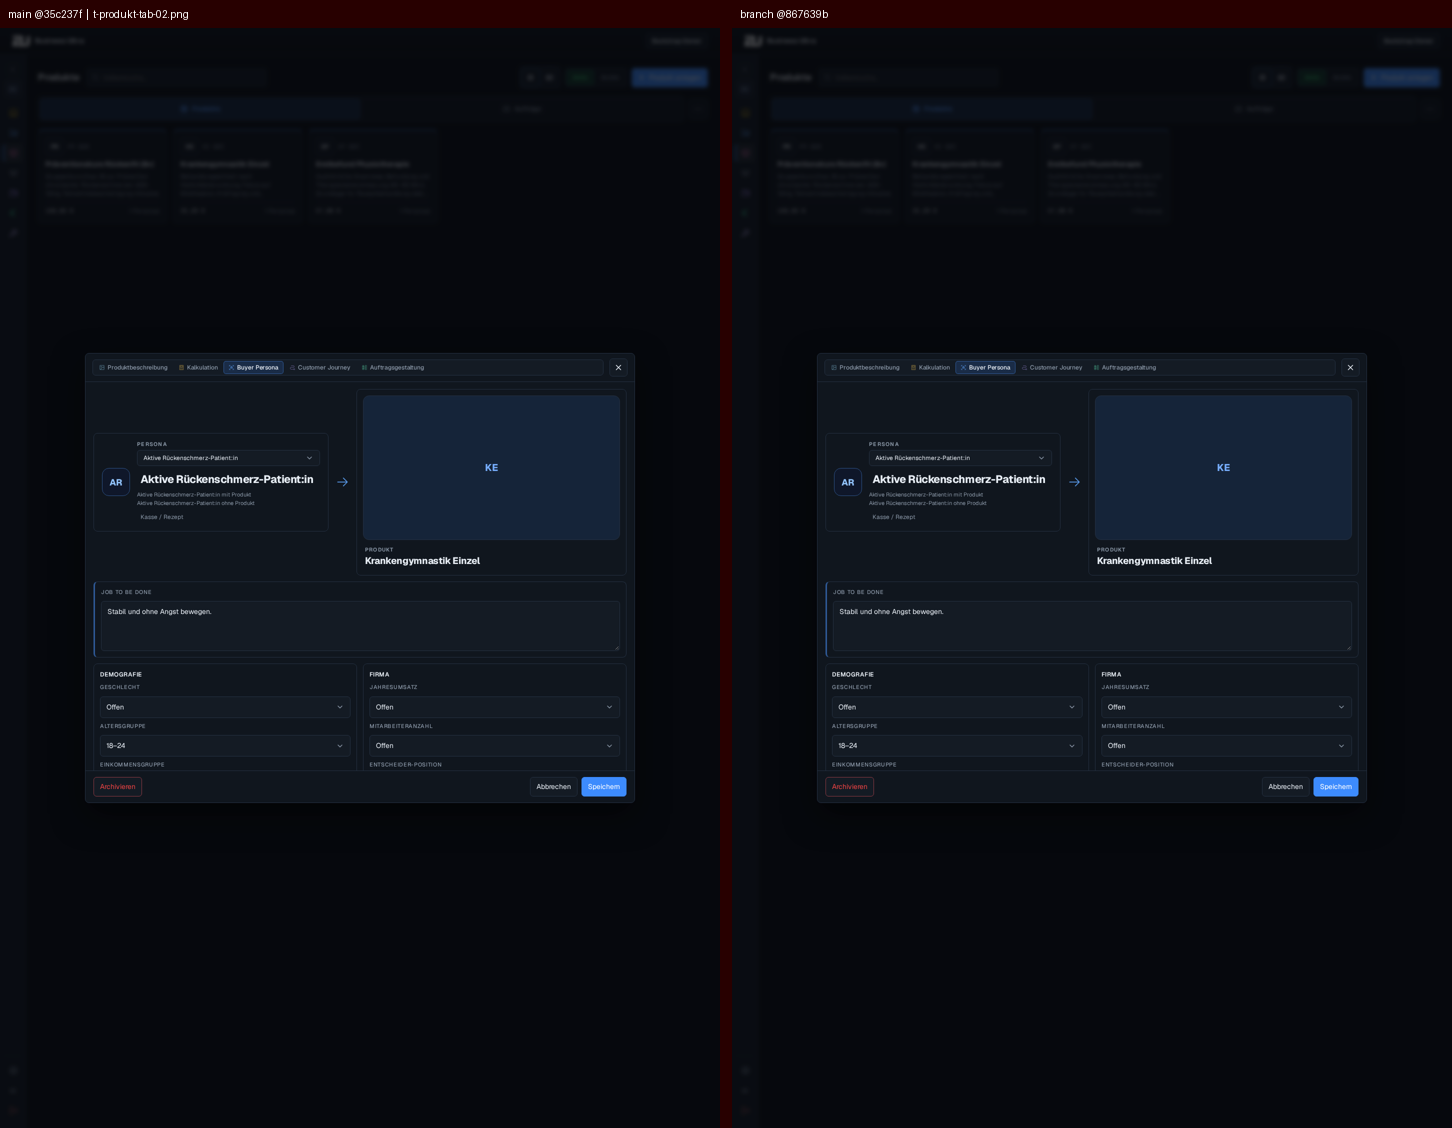 main @35c237f | t-produkt-tab-02.png
Produkte
Produktbeschreibung Kalkulation Buyer Persona Customer Journey Auftragsgestaltung
PERSONA
Aktive Rückenschmerz-Patient:in
AR
Aktive Rückenschmerz-Patient:in
Aktive Rückenschmerz-Patient:in mit Produkt
Aktive Rückenschmerz-Patient:in ohne Produkt
Kasse / Rezept
KE
PRODUKT
Krankengymnastik Einzel
JOB TO BE DONE
Stabil und ohne Angst bewegen.
DEMOGRAFIE
GESCHLECHT
Offen
ALTERSGRUPPE
18–24
EINKOMMENSGRUPPE
FIRMA
JAHRESUMSATZ
Offen
MITARBEITERANZAHL
Offen
ENTSCHEIDER-POSITION
Archivieren Abbrechen Speichern
branch @867639b
Produkte
Produktbeschreibung Kalkulation Buyer Persona Customer Journey Auftragsgestaltung
PERSONA
Aktive Rückenschmerz-Patient:in
AR
Aktive Rückenschmerz-Patient:in
Aktive Rückenschmerz-Patient:in mit Produkt
Aktive Rückenschmerz-Patient:in ohne Produkt
Kasse / Rezept
KE
PRODUKT
Krankengymnastik Einzel
JOB TO BE DONE
Stabil und ohne Angst bewegen.
DEMOGRAFIE
GESCHLECHT
Offen
ALTERSGRUPPE
18–24
EINKOMMENSGRUPPE
FIRMA
JAHRESUMSATZ
Offen
MITARBEITERANZAHL
Offen
ENTSCHEIDER-POSITION
Archivieren Abbrechen Speichern